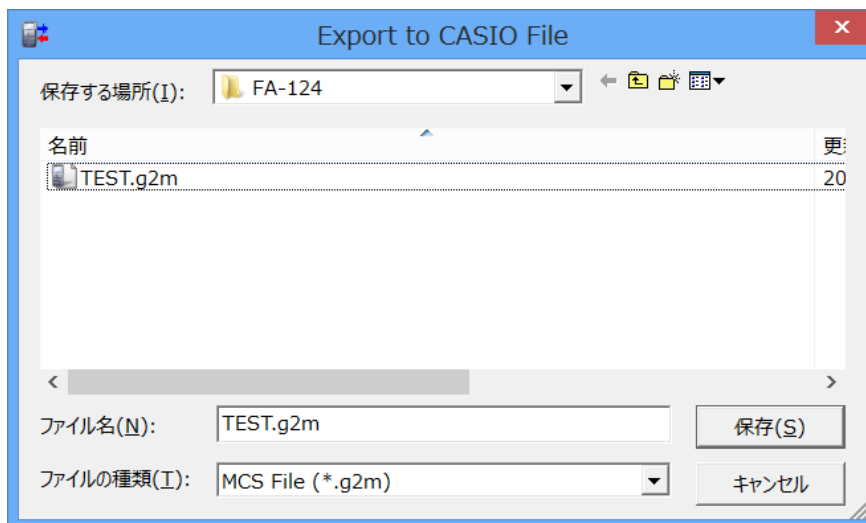 Export to CASIO File
保存する場所(I): FA-124
名前 更
TEST.g2m 20
ファイル名(N): TEST.g2m 保存(S)
ファイルの種類(T): MCS File (*.g2m) キャンセル